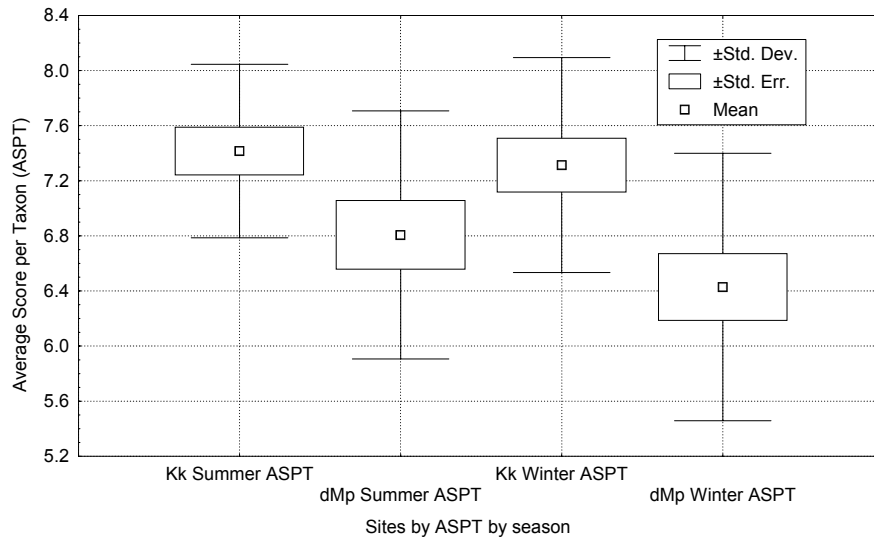 8.4
8.0
7.6
7.2
6.8
6.4
6.0
5.6
5.2
Average Score per Taxon (ASPT)
±Std. Dev.
±Std. Err.
Mean
Kk Summer ASPT
dMp Summer ASPT
Kk Winter ASPT
dMp Winter ASPT
Sites by ASPT by season